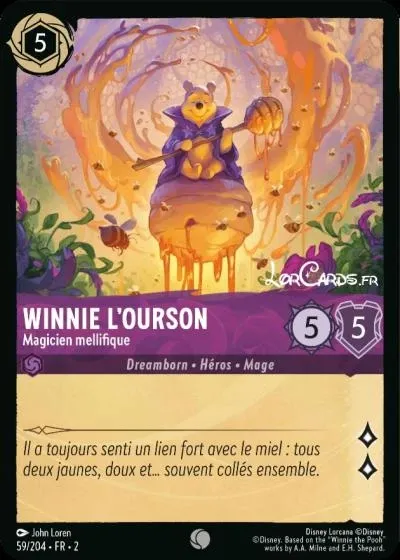 5
LORCARDS.FR
WINNIE L'OURSON
Magicien mellifique
5
5
Dreamborn • Héros • Mage
Il a toujours senti un lien fort avec le miel : tous
deux jaunes, doux et... souvent collés ensemble.
John Loren
59/204 • FR • 2
Disney Lorcana ©Disney
©Disney. Based on the "Winnie the Pooh"
works by A.A. Milne and E.H. Shepard.